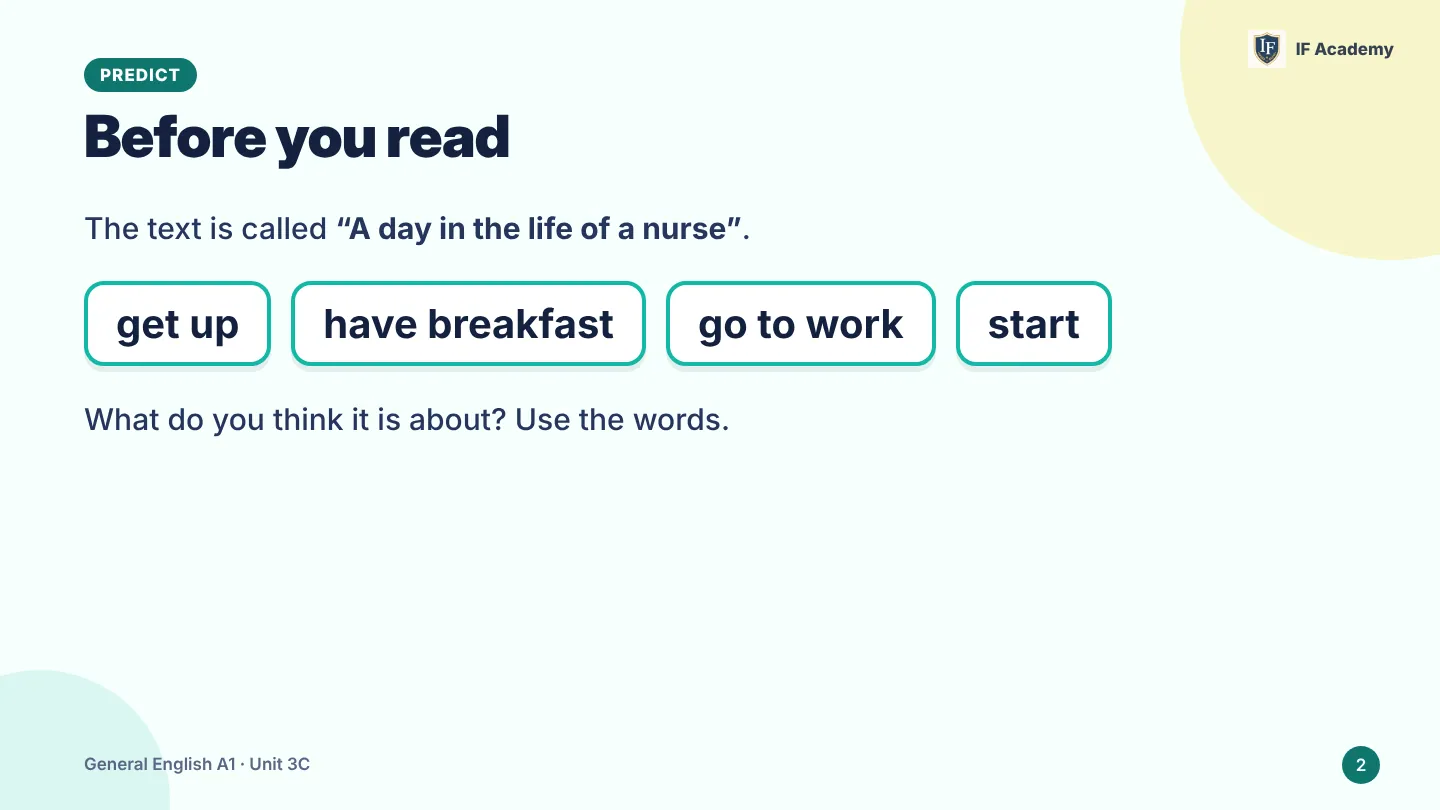 IF
IF Academy
PREDICT
Before you read
The text is called “A day in the life of a nurse”.
get up
have breakfast
go to work
start
What do you think it is about? Use the words.
General English A1 · Unit 3C
2